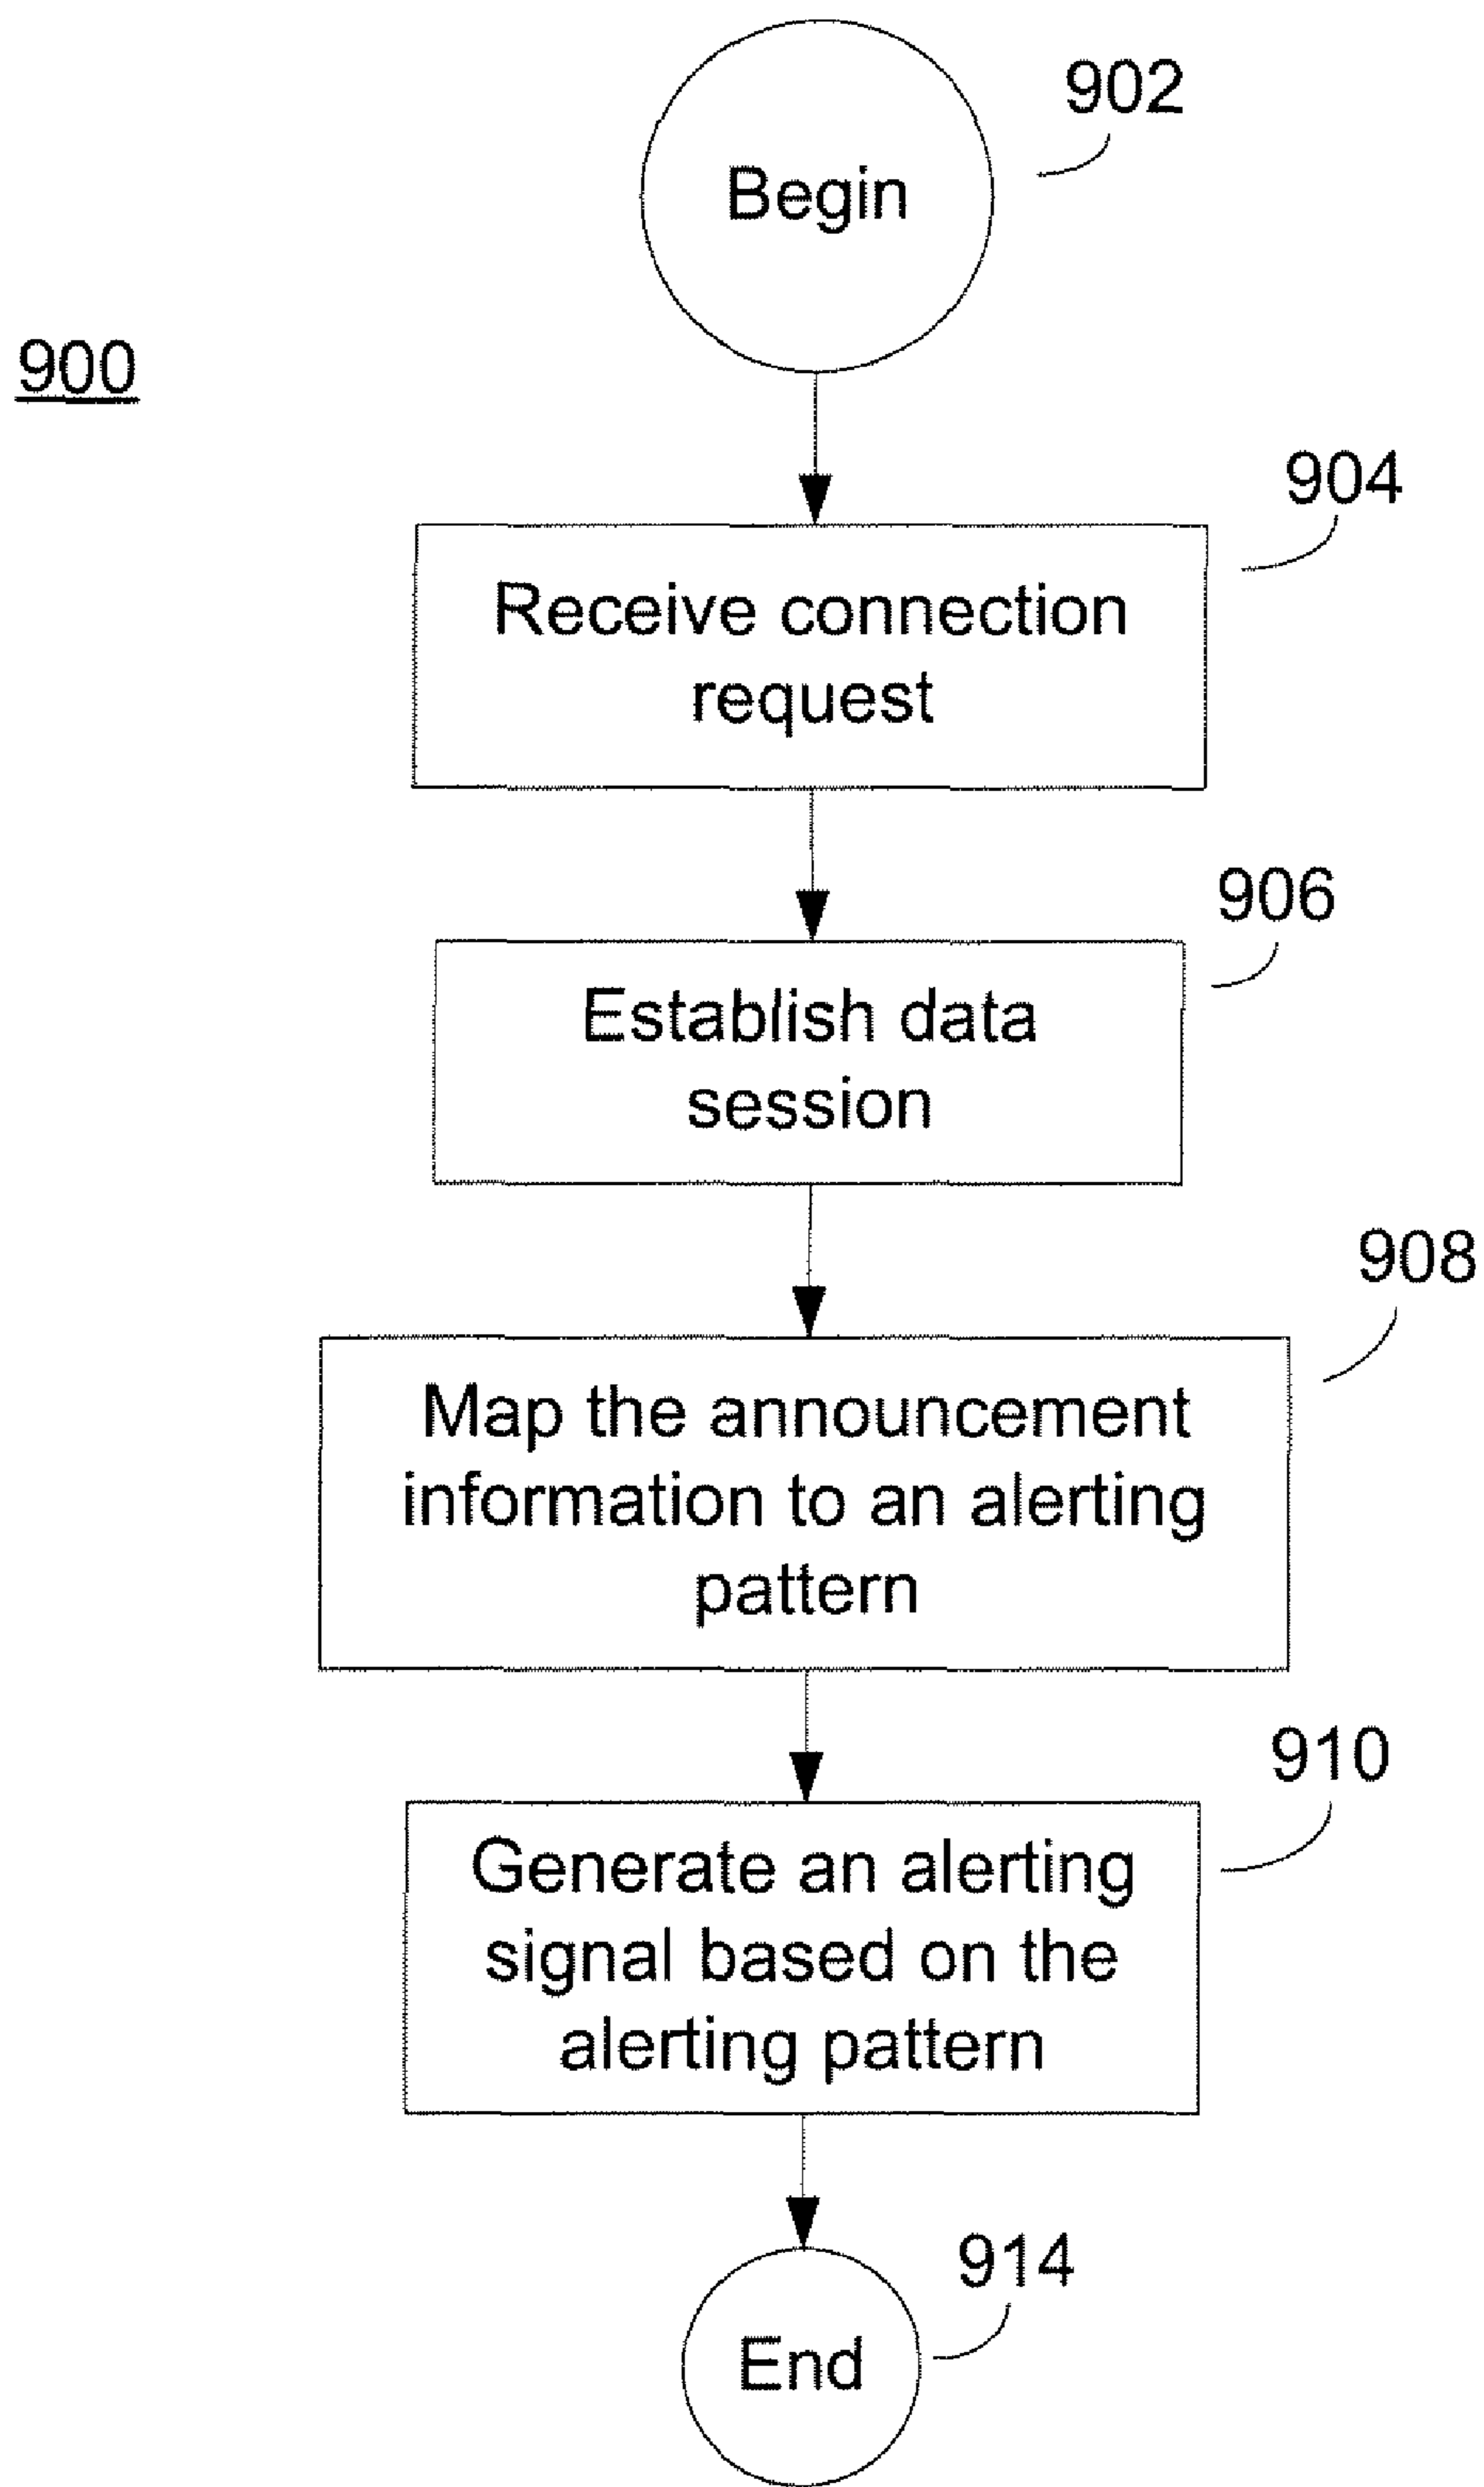 902
Begin
900
904
Receive connection
request
906
Establish data
session
908
Map the announcement
information to an alerting
pattern
910
Generate an alerting
signal based on the
alerting pattern
914
End